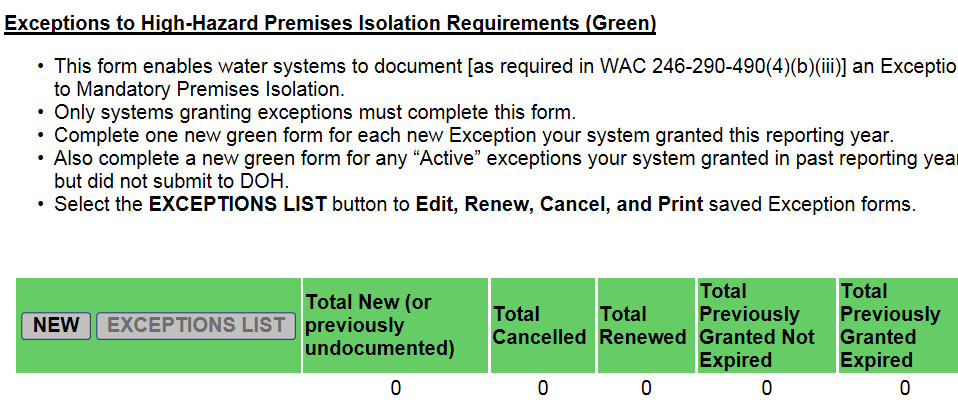 Exceptions to High-Hazard Premises Isolation Requirements (Green)
• This form enables water systems to document [as required in WAC 246-290-490(4)(b)(iii)] an Exceptio
to Mandatory Premises Isolation.
• Only systems granting exceptions must complete this form.
• Complete one new green form for each new Exception your system granted this reporting year.
• Also complete a new green form for any “Active” exceptions your system granted in past reporting yea
but did not submit to DOH.
• Select the EXCEPTIONS LIST button to Edit, Renew, Cancel, and Print saved Exception forms.
NEW EXCEPTIONS LIST
Total New (or
previously
undocumented)
Total
Cancelled
Total
Renewed
Total
Previously
Granted Not
Expired
Total
Previously
Granted
Expired
0 0 0 0 0